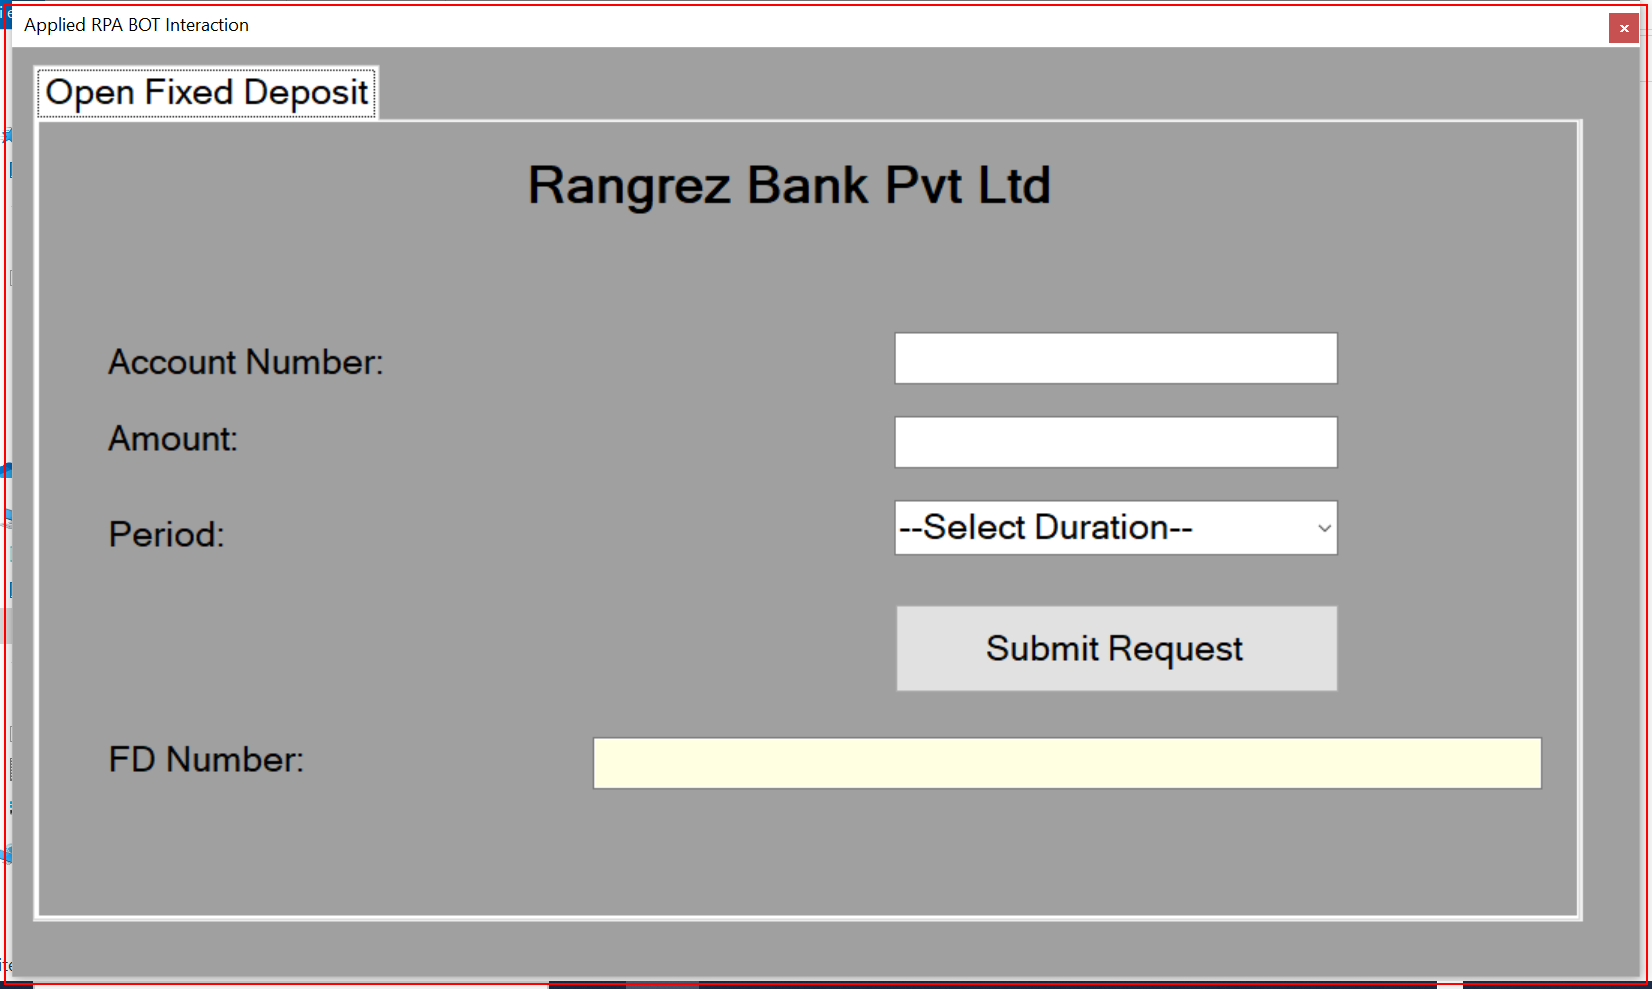 Applied RPA BOT Interaction
Open Fixed Deposit
Rangrez Bank Pvt Ltd
Account Number:
Amount:
Period:
--Select Duration--
Submit Request
FD Number: